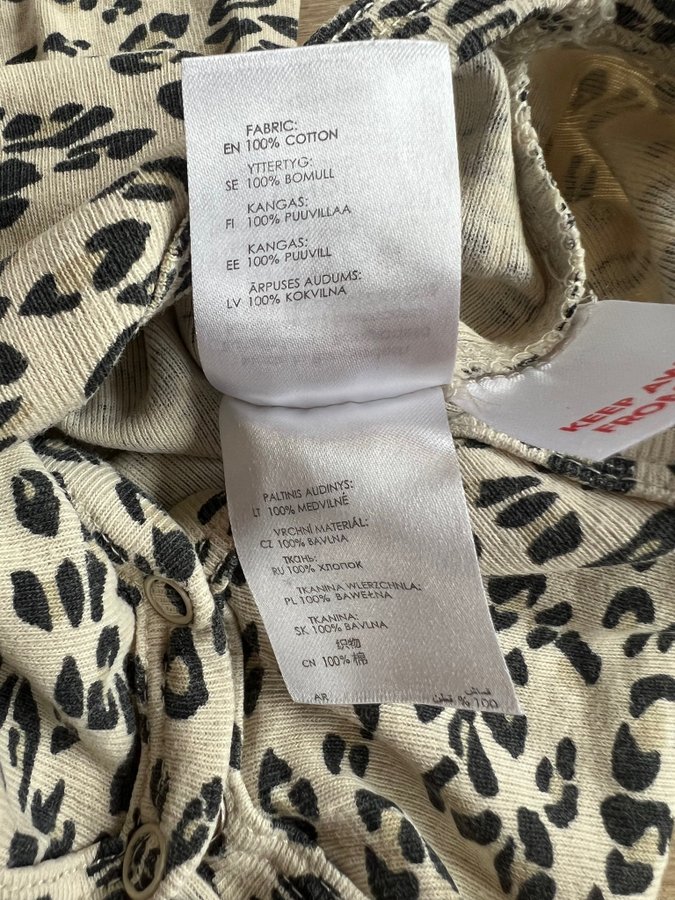 FABRIC:
EN 100% COTTON
YTTERTYG:
SE 100% BOMULL
KANGAS:
FI 100% PUUVILLAA
KANGAS:
EE 100% PUUVILL
ĀRPUSES AUDUMS:
LV 100% KOKVILNA
KEEP
FROM
PALTINIS AUDINYS:
LT 100% MEDVILNĖ
VRCHNÍ MATERIÁL:
CZ 100% BAVLNA
ТКАНЬ:
RU 100% ХЛОПОК
TKANINA WIERZCHNIA:
PL 100% BAWEŁNA
TKANINA:
SK 100% BAVLNA
织物
CN 100% 棉
AR
100 %